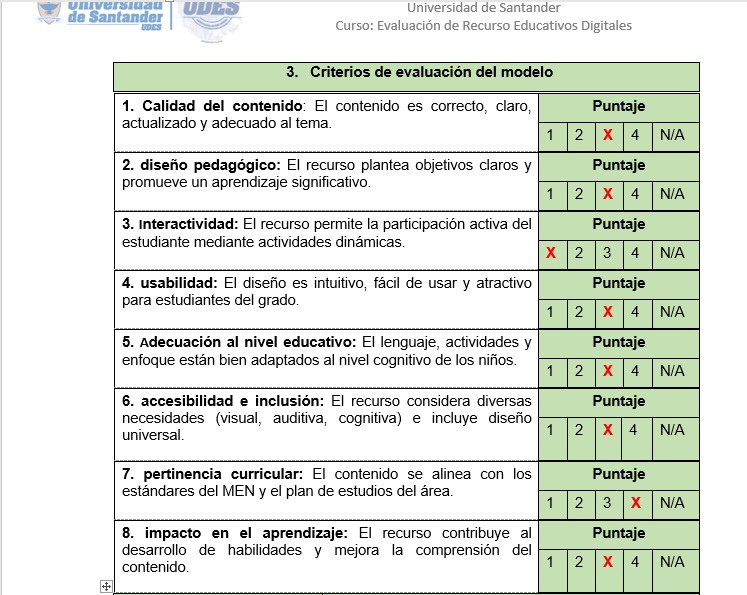 Universidad
de Santander
UDES
UDES
Universidad de Santander
Curso: Evaluación de Recurso Educativos Digitales
3. Criterios de evaluación del modelo
1. Calidad del contenido: El contenido es correcto, claro,
actualizado y adecuado al tema.
Puntaje
1 2 X 4 N/A
2. diseño pedagógico: El recurso plantea objetivos claros y
promueve un aprendizaje significativo.
Puntaje
1 2 X 4 N/A
3. Interactividad: El recurso permite la participación activa del
estudiante mediante actividades dinámicas.
Puntaje
X 2 3 4 N/A
4. usabilidad: El diseño es intuitivo, fácil de usar y atractivo
para estudiantes del grado.
Puntaje
1 2 X 4 N/A
5. Adecuación al nivel educativo: El lenguaje, actividades y
enfoque están bien adaptados al nivel cognitivo de los niños.
Puntaje
1 2 X 4 N/A
6. accesibilidad e inclusión: El recurso considera diversas
necesidades (visual, auditiva, cognitiva) e incluye diseño
universal.
Puntaje
1 2 X 4 N/A
7. pertinencia curricular: El contenido se alinea con los
estándares del MEN y el plan de estudios del área.
Puntaje
1 2 3 X N/A
8. impacto en el aprendizaje: El recurso contribuye al
desarrollo de habilidades y mejora la comprensión del
contenido.
Puntaje
1 2 X 4 N/A